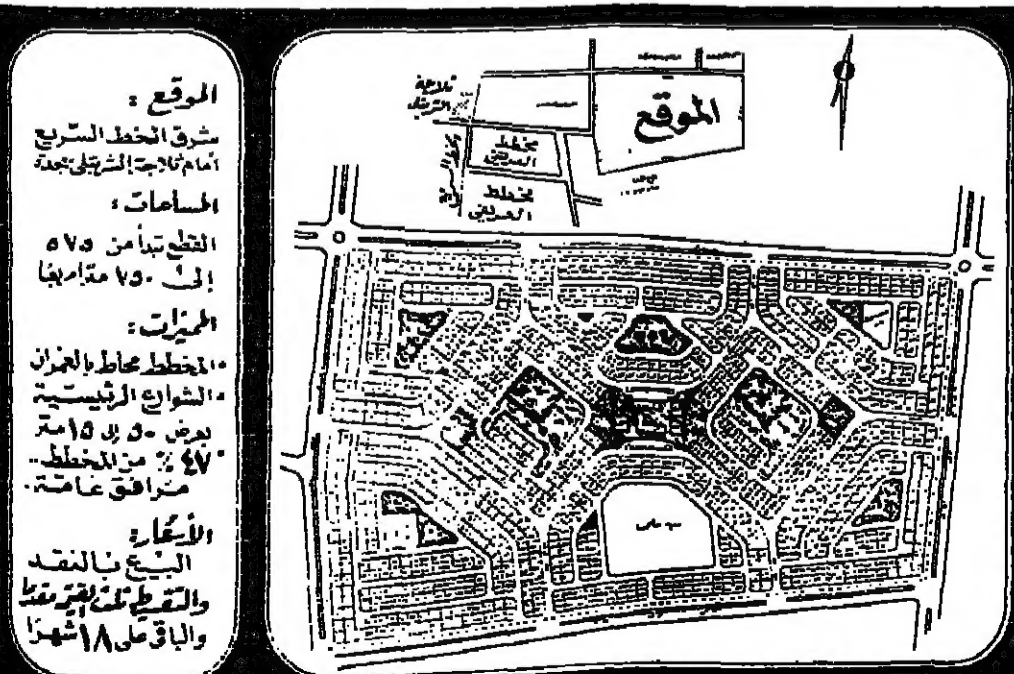 الموقع :
شرق الخط السريع
أمام ثلاجة الشربتلي بجدة
المساحات :
القطع تبدأ من ٥٧٥
إلى ٧٥٠ مترا مربعا
المميزات :
• المخطط محاط بالعمران
• الشوارع الرئيسية
بعرض ٥٠ إلى ١٥ متر
• ٤٧ ٪ من المخطط ..
مرافق عامة .
الأسعار :
البيع بالنقد
والتقسيط ثلث القيمة مقدما
والباقي على ١٨ شهرا
ثلاجة
الشربتلي
الموقع
مخطط
مخطط